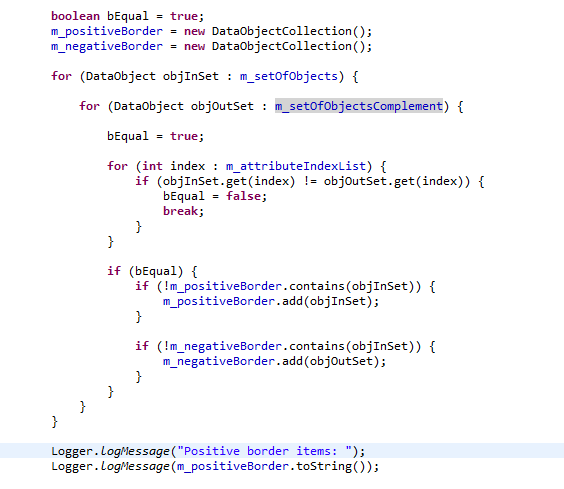 boolean bEqual = true;
m_positiveBorder = new DataObjectCollection();
m_negativeBorder = new DataObjectCollection();
for (DataObject objInSet : m_setOfObjects) {
for (DataObject objOutSet : m_setOfObjectsComplement) {
bEqual = true;
for (int index : m_attributeIndexList) {
if (objInSet.get(index) != objOutSet.get(index)) {
bEqual = false;
break;
}
}
if (bEqual) {
if (!m_positiveBorder.contains(objInSet)) {
m_positiveBorder.add(objInSet);
}
if (!m_negativeBorder.contains(objInSet)) {
m_negativeBorder.add(objOutSet);
}
}
}
}
Logger.logMessage("Positive border items: ");
Logger.logMessage(m_positiveBorder.toString());